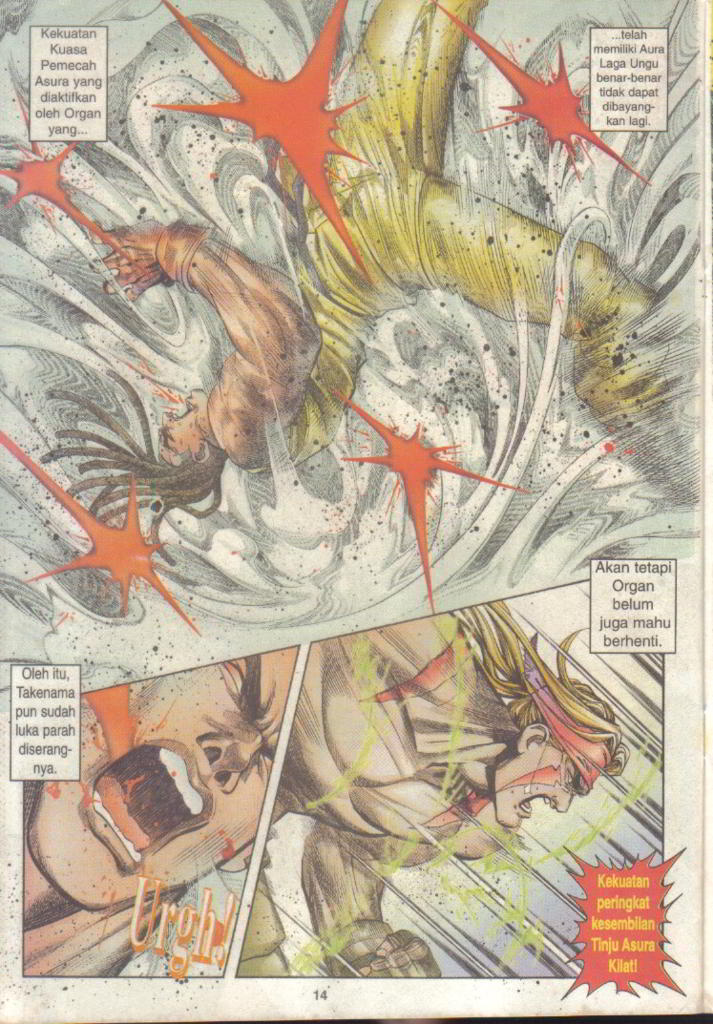 Kekuatan
Kuasa
Pemecah
Asura yang
diaktifkan
oleh Organ
yang...
...telah
memiliki Aura
Laga Ungu
benar-benar
tidak dapat
dibayang-
kan lagi.
Akan tetapi
Organ
belum
juga mahu
berhenti.
Oleh itu,
Takenama
pun sudah
luka parah
diserang-
nya.
Urgh!
Kekuatan
peringkat
kesembilan
Tinju Asura
Kilat!
14